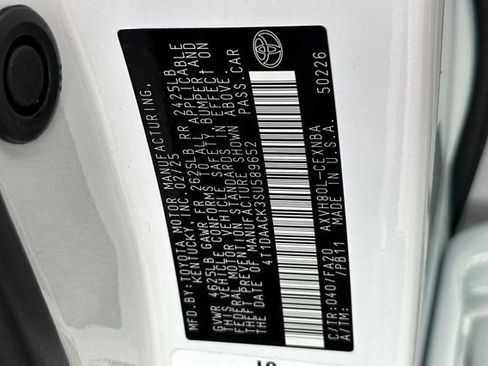 MFD.BY:TOYOTA MOTOR MANUFACTURING.
KENTUCKY, INC. 02/25
GVWR 4625LB GAWR FR 2625LB RR 2425LB
THIS VEHICLE CONFORMS TO ALL APPLICABLE
FEDERAL MOTOR VEHICLE SAFETY BUMPER AND
THEFT PREVENTION STANDARDS IN EFFECT ON
THE DATE OF MANUFACTURE SHOWN ABOVE.
4T1DAACK3SU589652 PASS.CAR
C/TR:040/FA20 AXVH80L-CEXNBA
A/TM: /PB11 MADE IN U.S.A. 50226